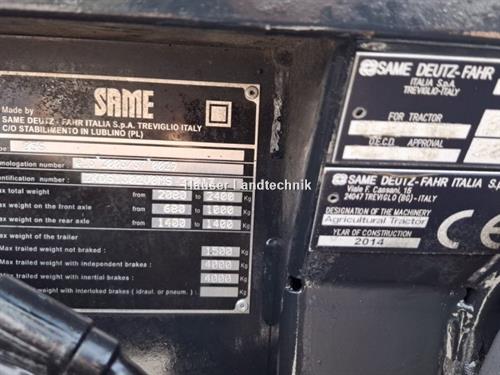 SAME
Made by
SAME DEUTZ-FAHR ITALIA S.p.A. TREVIGLIO-ITALY
C/O STABILIMENTO IN LUBLINO (PL)
omologation number
entification number
Hauser Landtechnik
ax total weight from 2080 to 2400 Kg
ax weight on the front axle from 680 to 1000 Kg
ax weight on the rear axle from 1400 to 1400 Kg
ax weight of the trailer
Max trailed weight not braked : 1500 Kg
Max trailed weight with independent brakes : 4000 Kg
Max trailed weight with inertial brakes : 4000 Kg
weight with interlocked brakes ( idraul. or pneum. ) : Kg
SAME DEUTZ-FAHR
ITALIA S.p.A.
TREVIGLIO-ITALY
FOR TRACTOR
O.E.C.D. APPROVAL
SAME DEUTZ-FAHR ITALIA S.p
Viale F. Cassani, 15
24047 TREVIGLIO (BG) - ITALY
DESIGNATION OF THE MACHINERY
Agricultural Tractor
YEAR OF CONSTRUCTION
2014
CE